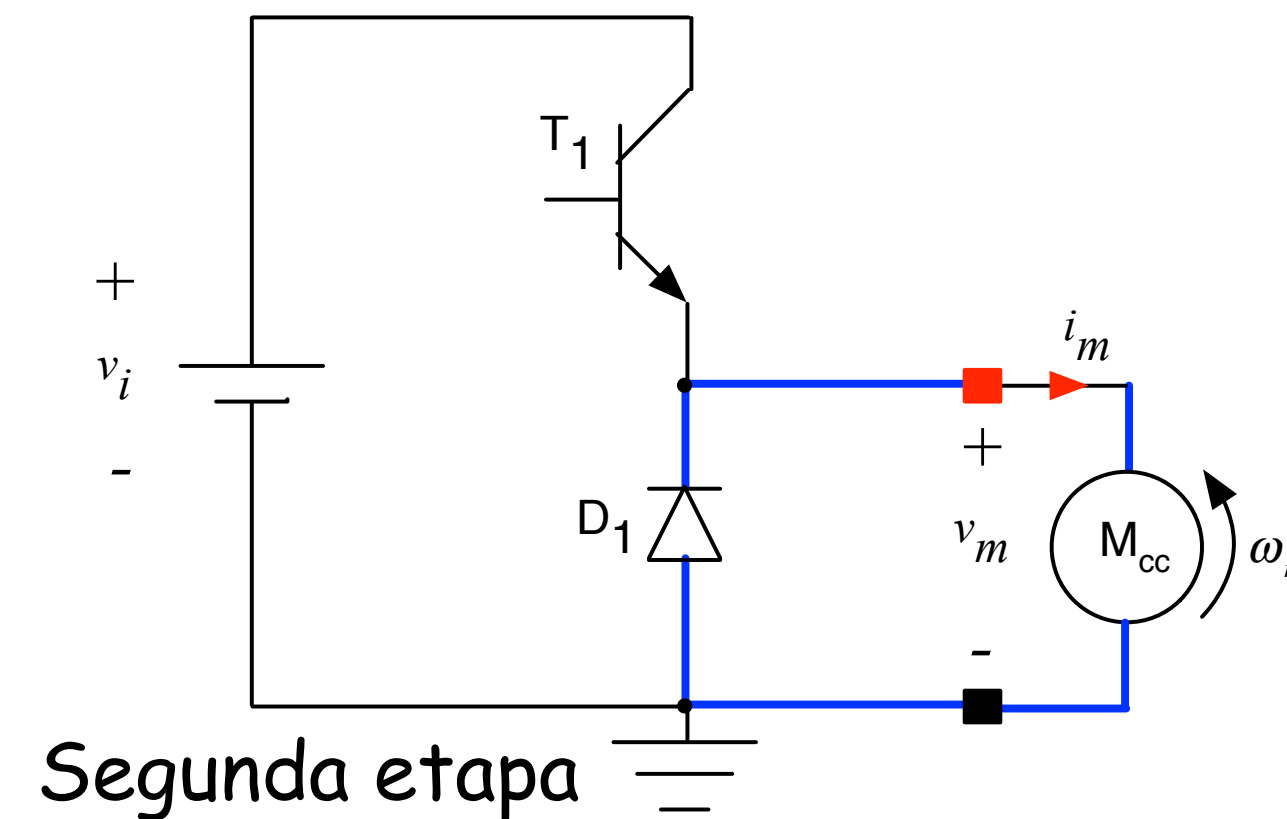 T1
+
vi
-
im
+
D1
vm
Mcc
-
Segunda etapa